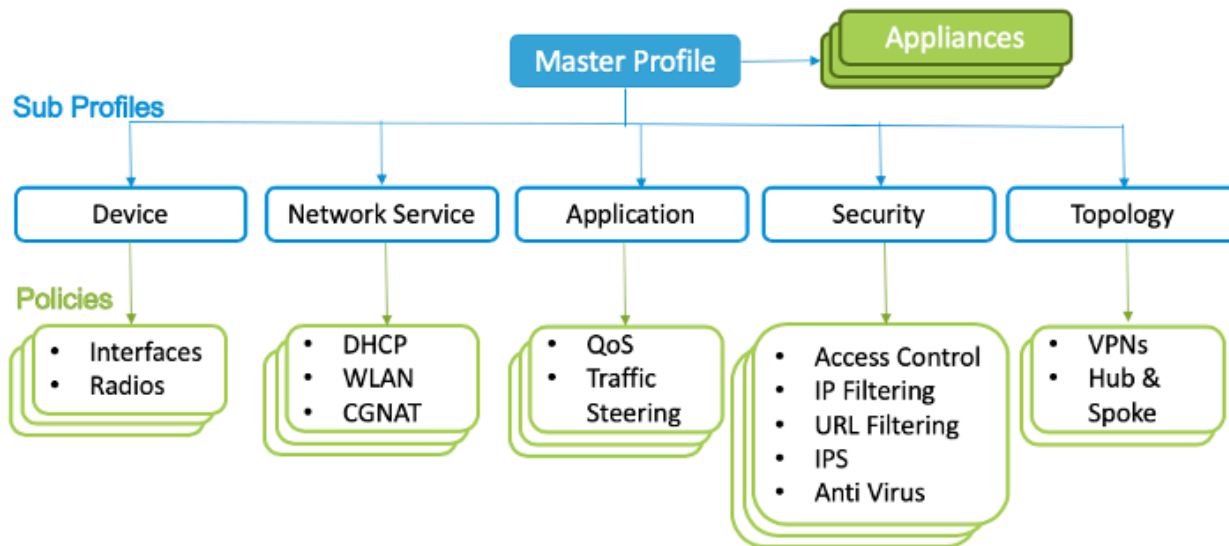 Appliances
Master Profile
Sub Profiles
Device
Network Service
Application
Security
Topology
Policies
• Interfaces
• Radios
• DHCP
• WLAN
• CGNAT
• QoS
• Traffic
Steering
• Access Control
• IP Filtering
• URL Filtering
• IPS
• Anti Virus
• VPNs
• Hub &
Spoke